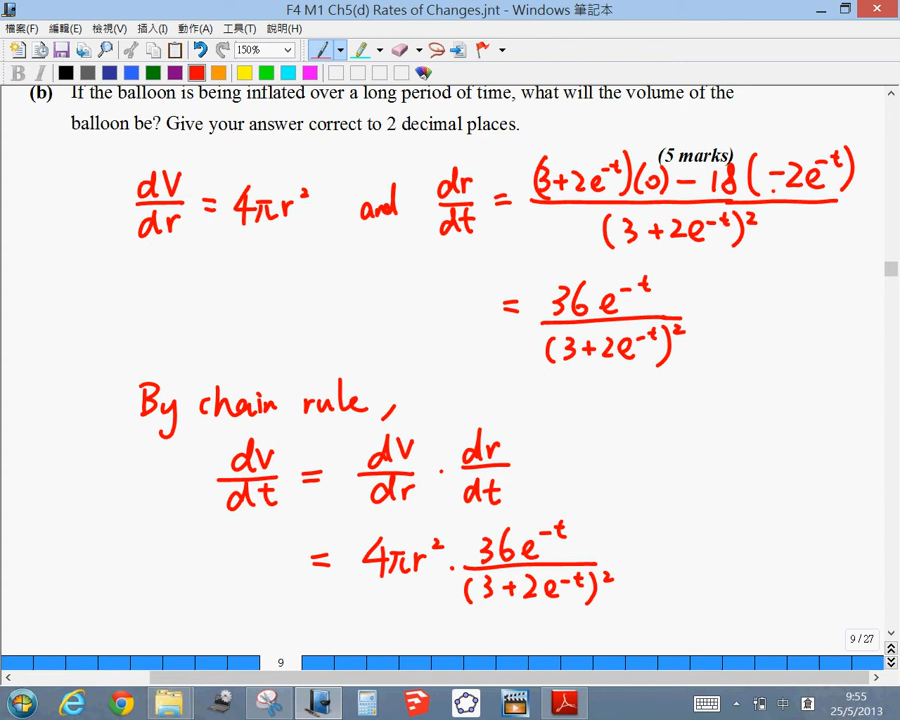 F4 M1 Ch5(d) Rates of Changes.jnt - Windows 筆記本
檔案(F) 編輯(E) 檢視(V) 插入(I) 動作(A) 工具(T) 說明(H)
150%
B I
(b) If the balloon is being inflated over a long period of time, what will the volume of the
balloon be? Give your answer correct to 2 decimal places.
(5 marks)
dV/dr = 4πr² and dr/dt = (3+2e^-t)(0) - 18(-2e^-t) / (3+2e^-t)²
= 36e^-t / (3+2e^-t)²
By chain rule,
dV/dt = dV/dr · dr/dt
= 4πr² · 36e^-t / (3+2e^-t)²
9 / 27
9
中
9:55
25/5/2013